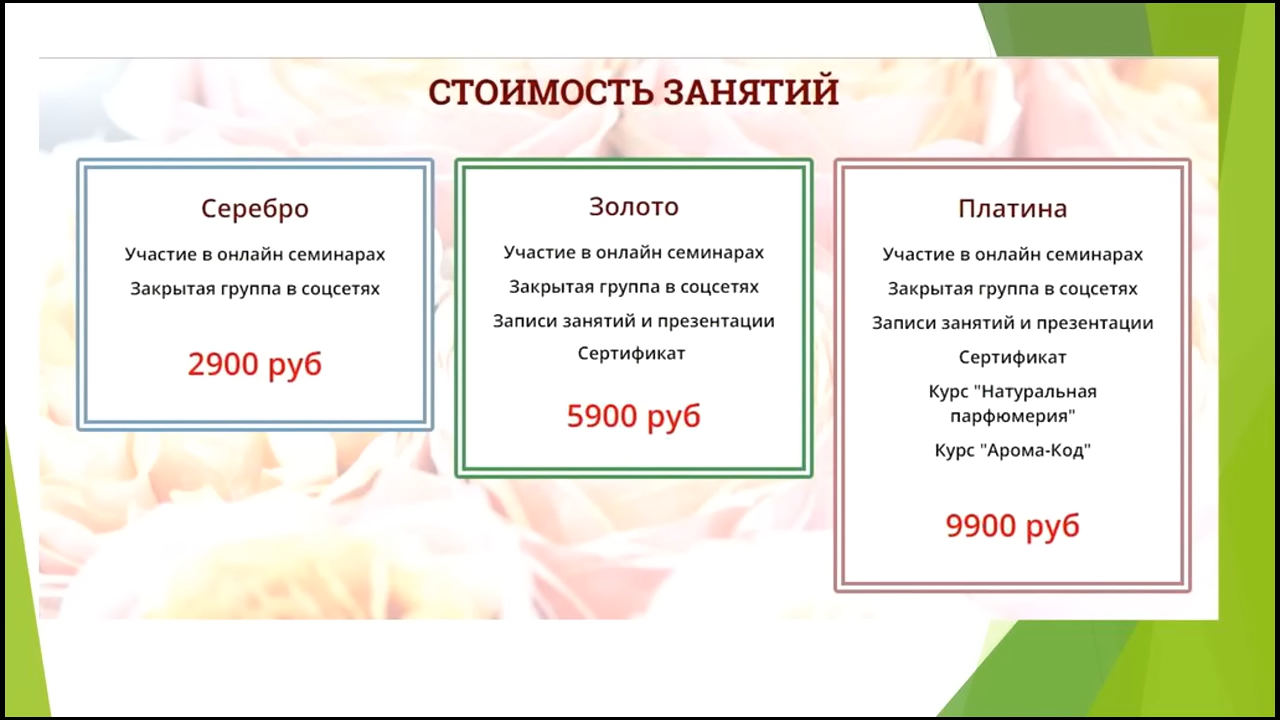 СТОИМОСТЬ ЗАНЯТИЙ
Серебро
Участие в онлайн семинарах
Закрытая группа в соцсетях
2900 руб
Золото
Участие в онлайн семинарах
Закрытая группа в соцсетях
Записи занятий и презентации
Сертификат
5900 руб
Платина
Участие в онлайн семинарах
Закрытая группа в соцсетях
Записи занятий и презентации
Сертификат
Курс "Натуральная
парфюмерия"
Курс "Арома-Код"
9900 руб